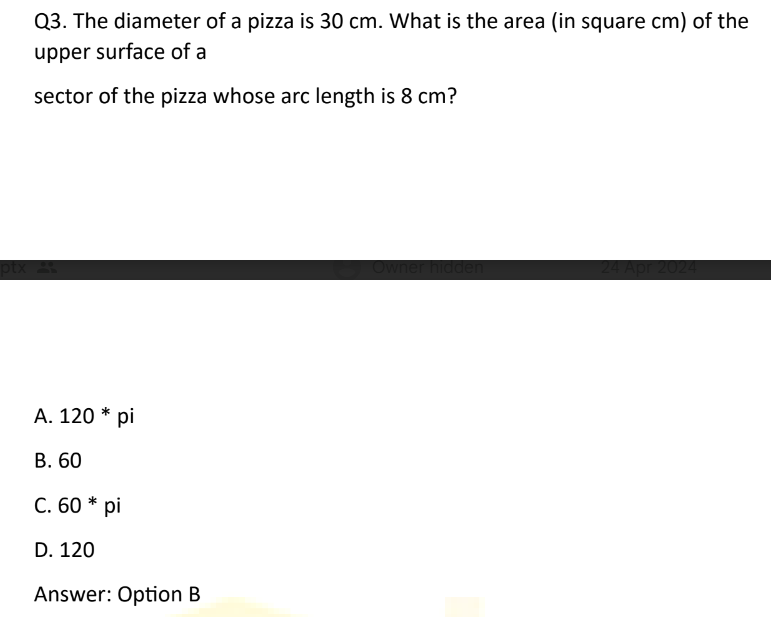 Q3. The diameter of a pizza is 30 cm. What is the area (in square cm) of the
upper surface of a
sector of the pizza whose arc length is 8 cm?
ptx Owner hidden 24 Apr 2024
A. 120 * pi
B. 60
C. 60 * pi
D. 120
Answer: Option B